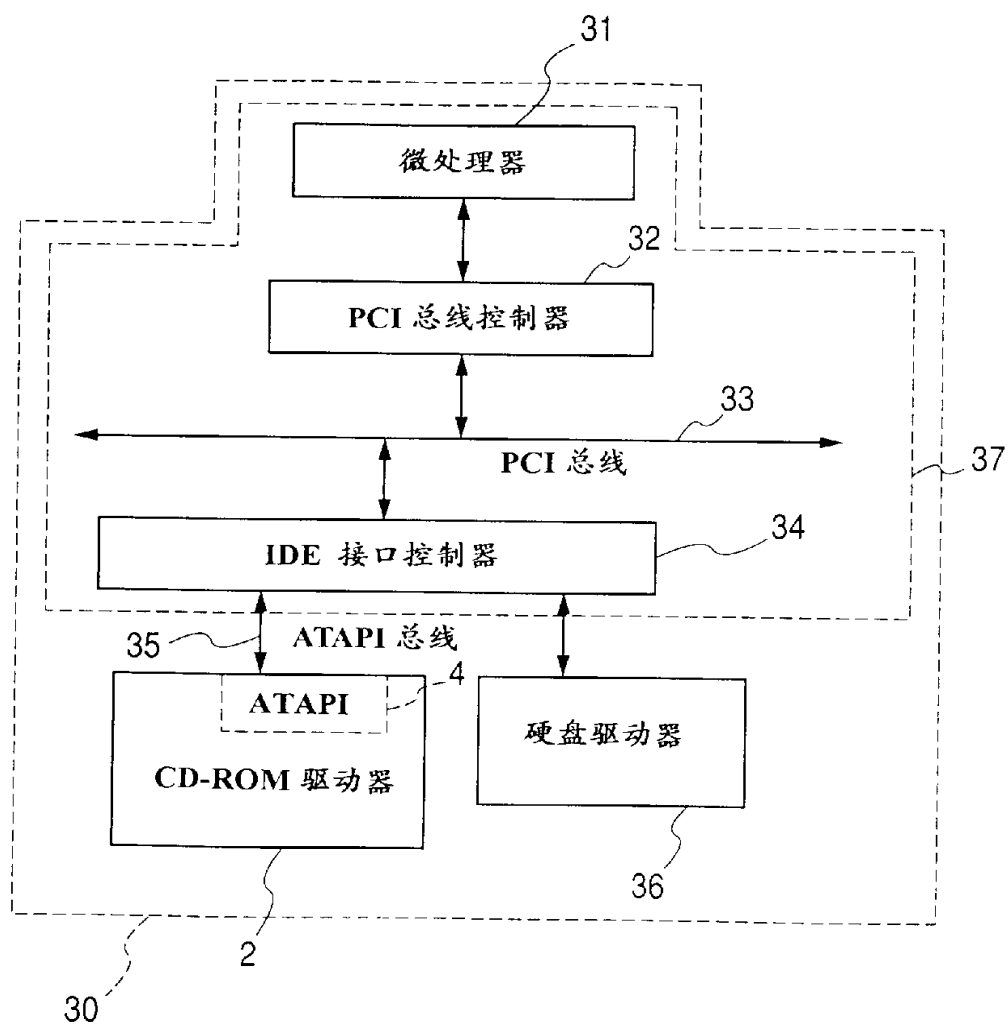 31
微处理器
32
PCI 总线控制器
33
PCI 总线
37
IDE 接口控制器
34
35
ATAPI 总线
ATAPI
4
CD-ROM 驱动器
硬盘驱动器
36
2
30